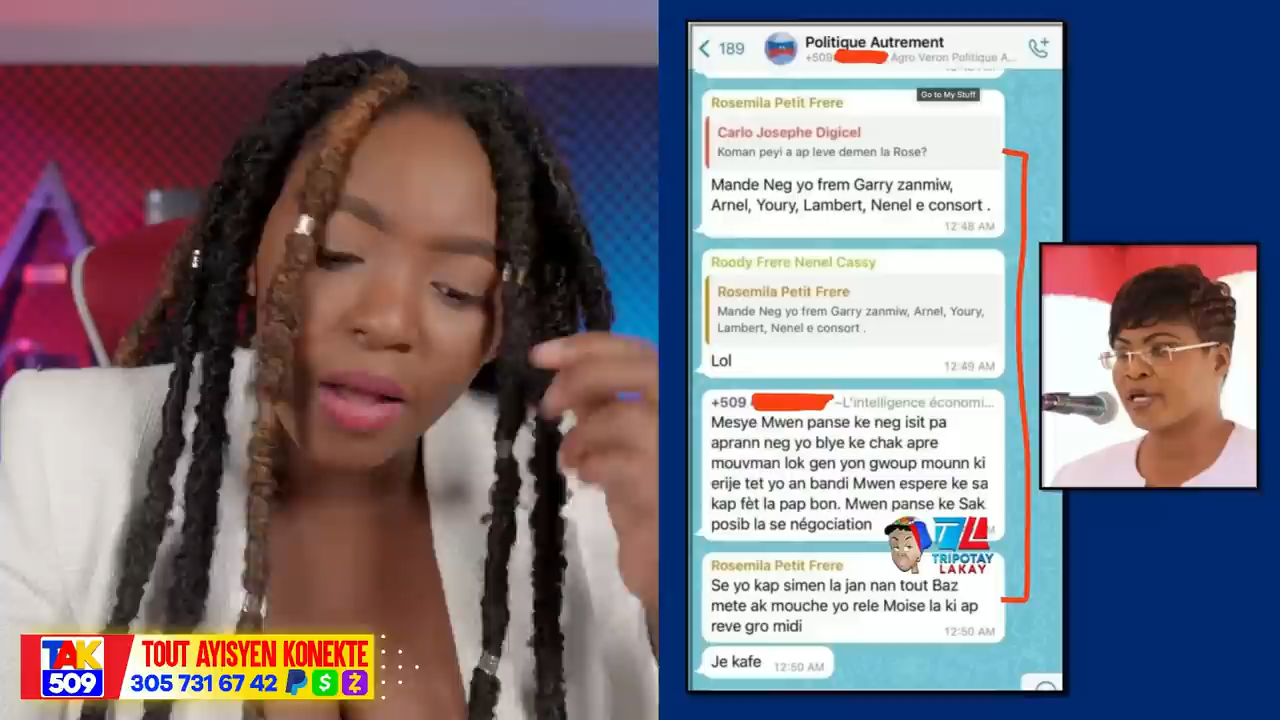 189
Politique Autrement
+509
Agro Veron Politique A...
Go to My Stuff
Rosemila Petit Frere
Carlo Josephe Digicel
Koman peyi a ap leve demen la Rose?
Mande Neg yo frem Garry zanmiw,
Arnel, Youry, Lambert, Nenel e consort .
12:48 AM
Roody Frere Nenel Cassy
Rosemila Petit Frere
Mande Neg yo frem Garry zanmiw, Arnel, Youry,
Lambert, Nenel e consort .
Lol
12:49 AM
+509
~L'intelligence économi...
Mesye Mwen panse ke neg isit pa
aprann neg yo blye ke chak apre
mouvman lok gen yon gwoup mounn ki
erije tet yo an bandi Mwen espere ke sa
kap fèt la pap bon. Mwen panse ke Sak
posib la se négociation
TL
TRIPOTAY
LAKAY
Rosemila Petit Frere
Se yo kap simen la jan nan tout Baz
mete ak mouche yo rele Moise la ki ap
reve gro midi
12:50 AM
Je kafe
12:50 AM
TAK
509
TOUT AYISYEN KONEKTE
305 731 67 42